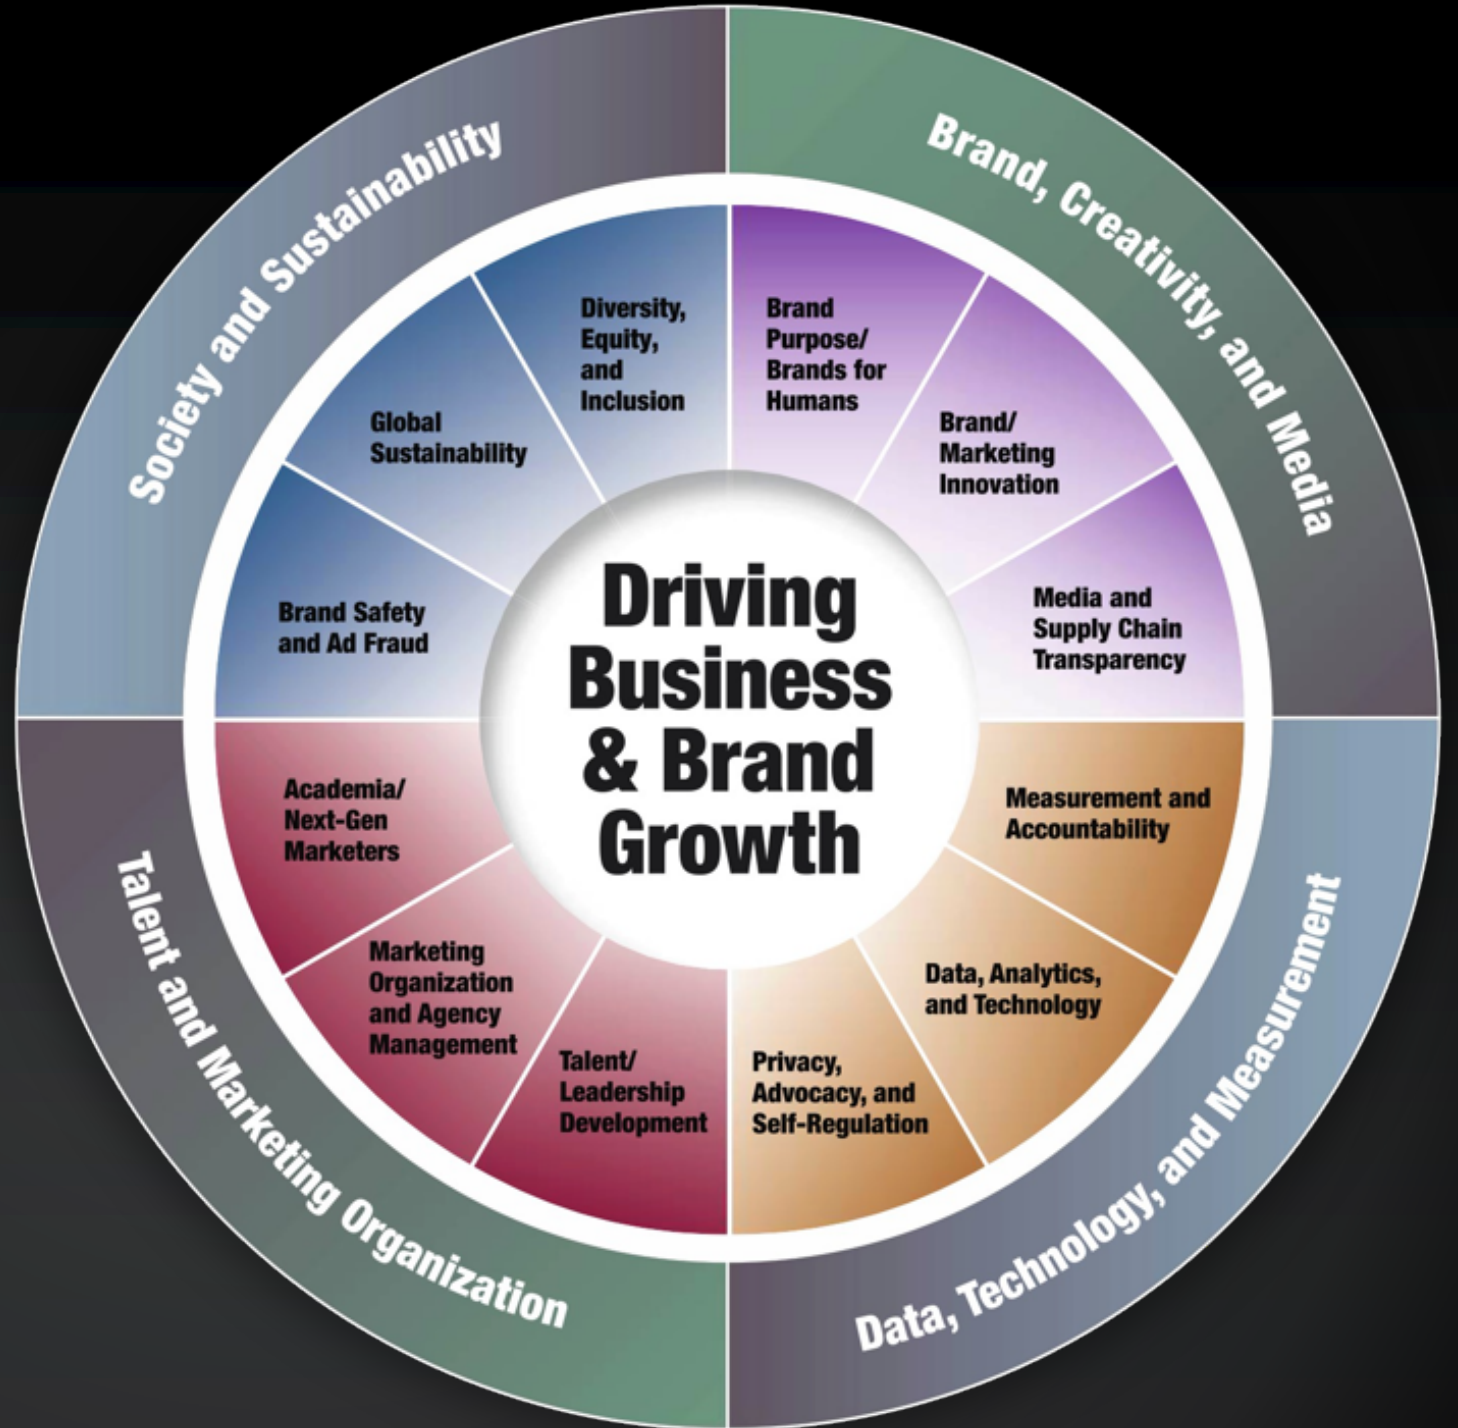 Society and Sustainability
Brand, Creativity, and Media
Diversity,
Equity,
and
Inclusion
Brand
Purpose/
Brands for
Humans
Global
Sustainability
Brand/
Marketing
Innovation
Brand Safety
and Ad Fraud
Media and
Supply Chain
Transparency
Driving
Business
& Brand
Growth
Academia/
Next-Gen
Marketers
Measurement and
Accountability
Marketing
Organization
and Agency
Management
Data, Analytics,
and Technology
Talent/
Leadership
Development
Privacy,
Advocacy, and
Self-Regulation
Talent and Marketing Organization
Data, Technology, and Measurement